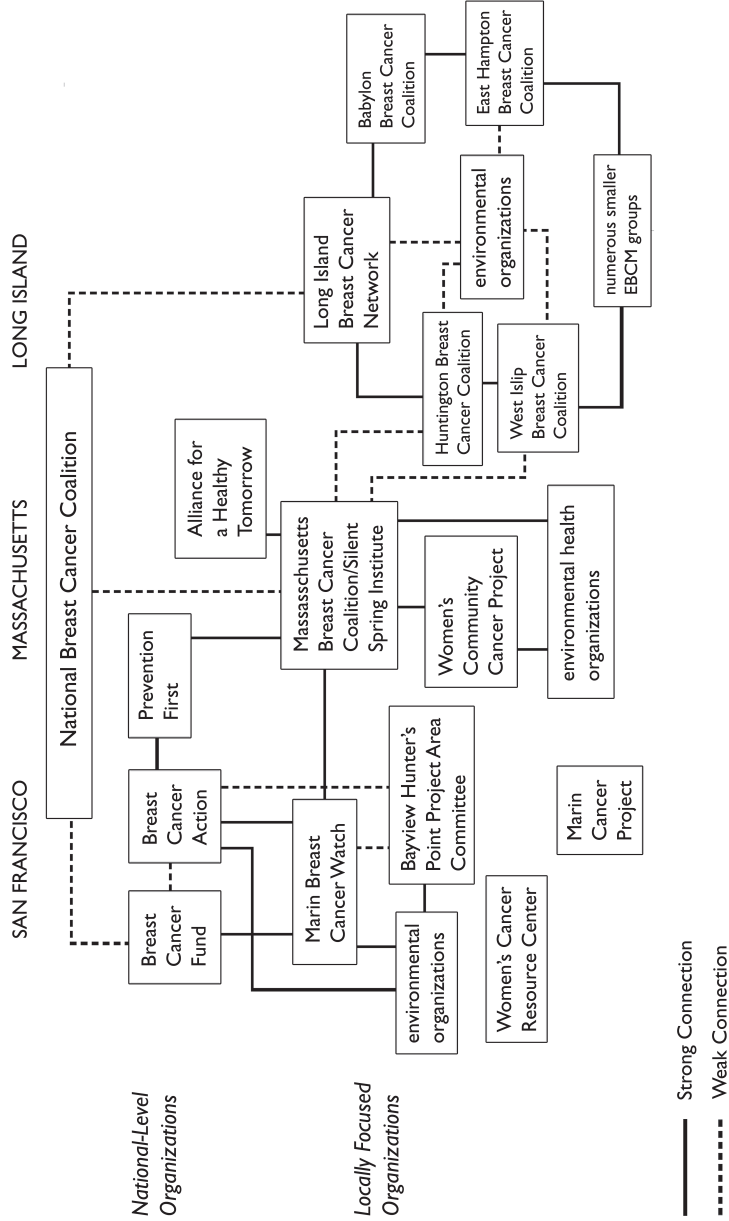 SAN FRANCISCO
MASSACHUSETTS
LONG ISLAND
National Breast Cancer Coalition
National-Level
Organizations
Breast
Cancer
Fund
Breast
Cancer
Action
Prevention
First
Alliance for
a Healthy
Tomorrow
Locally Focused
Organizations
Marin Breast
Cancer Watch
Massasschusetts
Breast Cancer
Coalition/Silent
Spring Institute
Long Island
Breast Cancer
Network
Babylon
Breast Cancer
Coalition
environmental
organizations
Bayview Hunter's
Point Project Area
Committee
Women's
Community
Cancer Project
Huntington Breast
Cancer Coalition
environmental
organizations
East Hampton
Breast Cancer
Coalition
Women's Cancer
Resource Center
West Islip
Breast Cancer
Coalition
Marin
Cancer
Project
environmental health
organizations
numerous smaller
EBCM groups
Strong Connection
Weak Connection